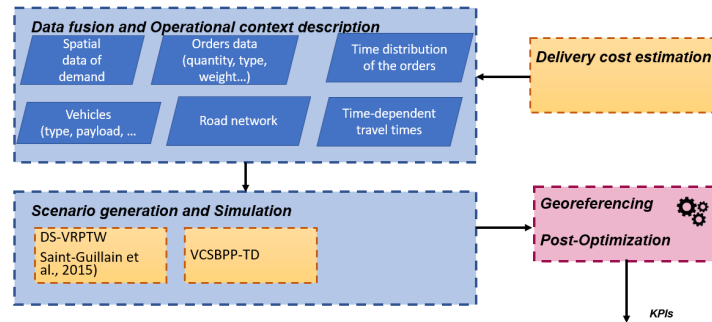 Data fusion and Operational context description
Spatial
data of
demand
Orders data
(quantity, type,
weight...)
Time distribution
of the orders
Vehicles
(type, payload, ...
Road network
Time-dependent
travel times
Delivery cost estimation
Scenario generation and Simulation
DS-VRPTW
Saint-Guillain et
al., 2015)
VCSBPP-TD
Georeferencing
Post-Optimization
KPIs